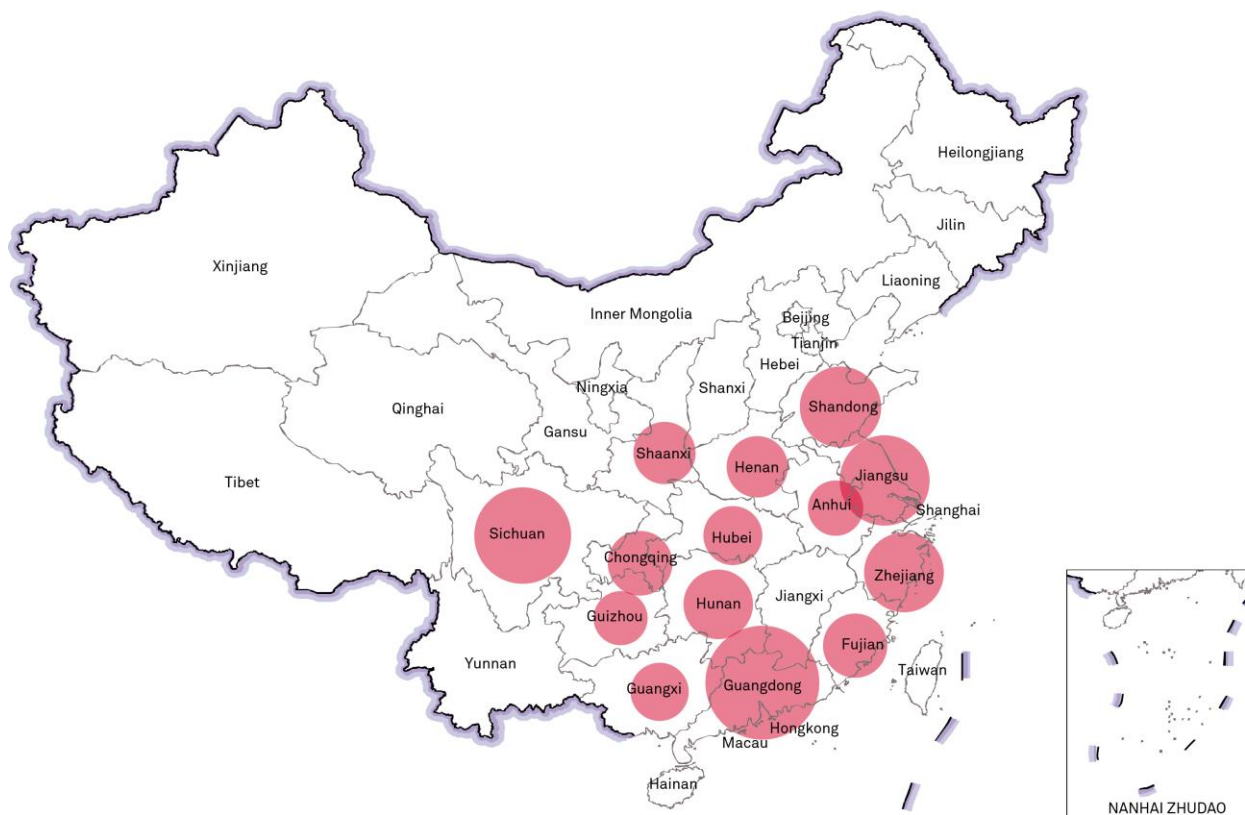 Heilongjiang
Jilin
Xinjiang
Liaoning
Inner Mongolia
Beijing
Tianjin
Hebei
Ningxia
Shanxi
Qinghai
Shandong
Gansu
Shaanxi
Henan
Jiangsu
Tibet
Anhui
Shanghai
Sichuan
Hubei
Chongqing
Zhejiang
Hunan
Jiangxi
Guizhou
Fujian
Yunnan
Taiwan
Guangxi
Guangdong
Hongkong
Macau
Hainan
NANHAI ZHUDAO